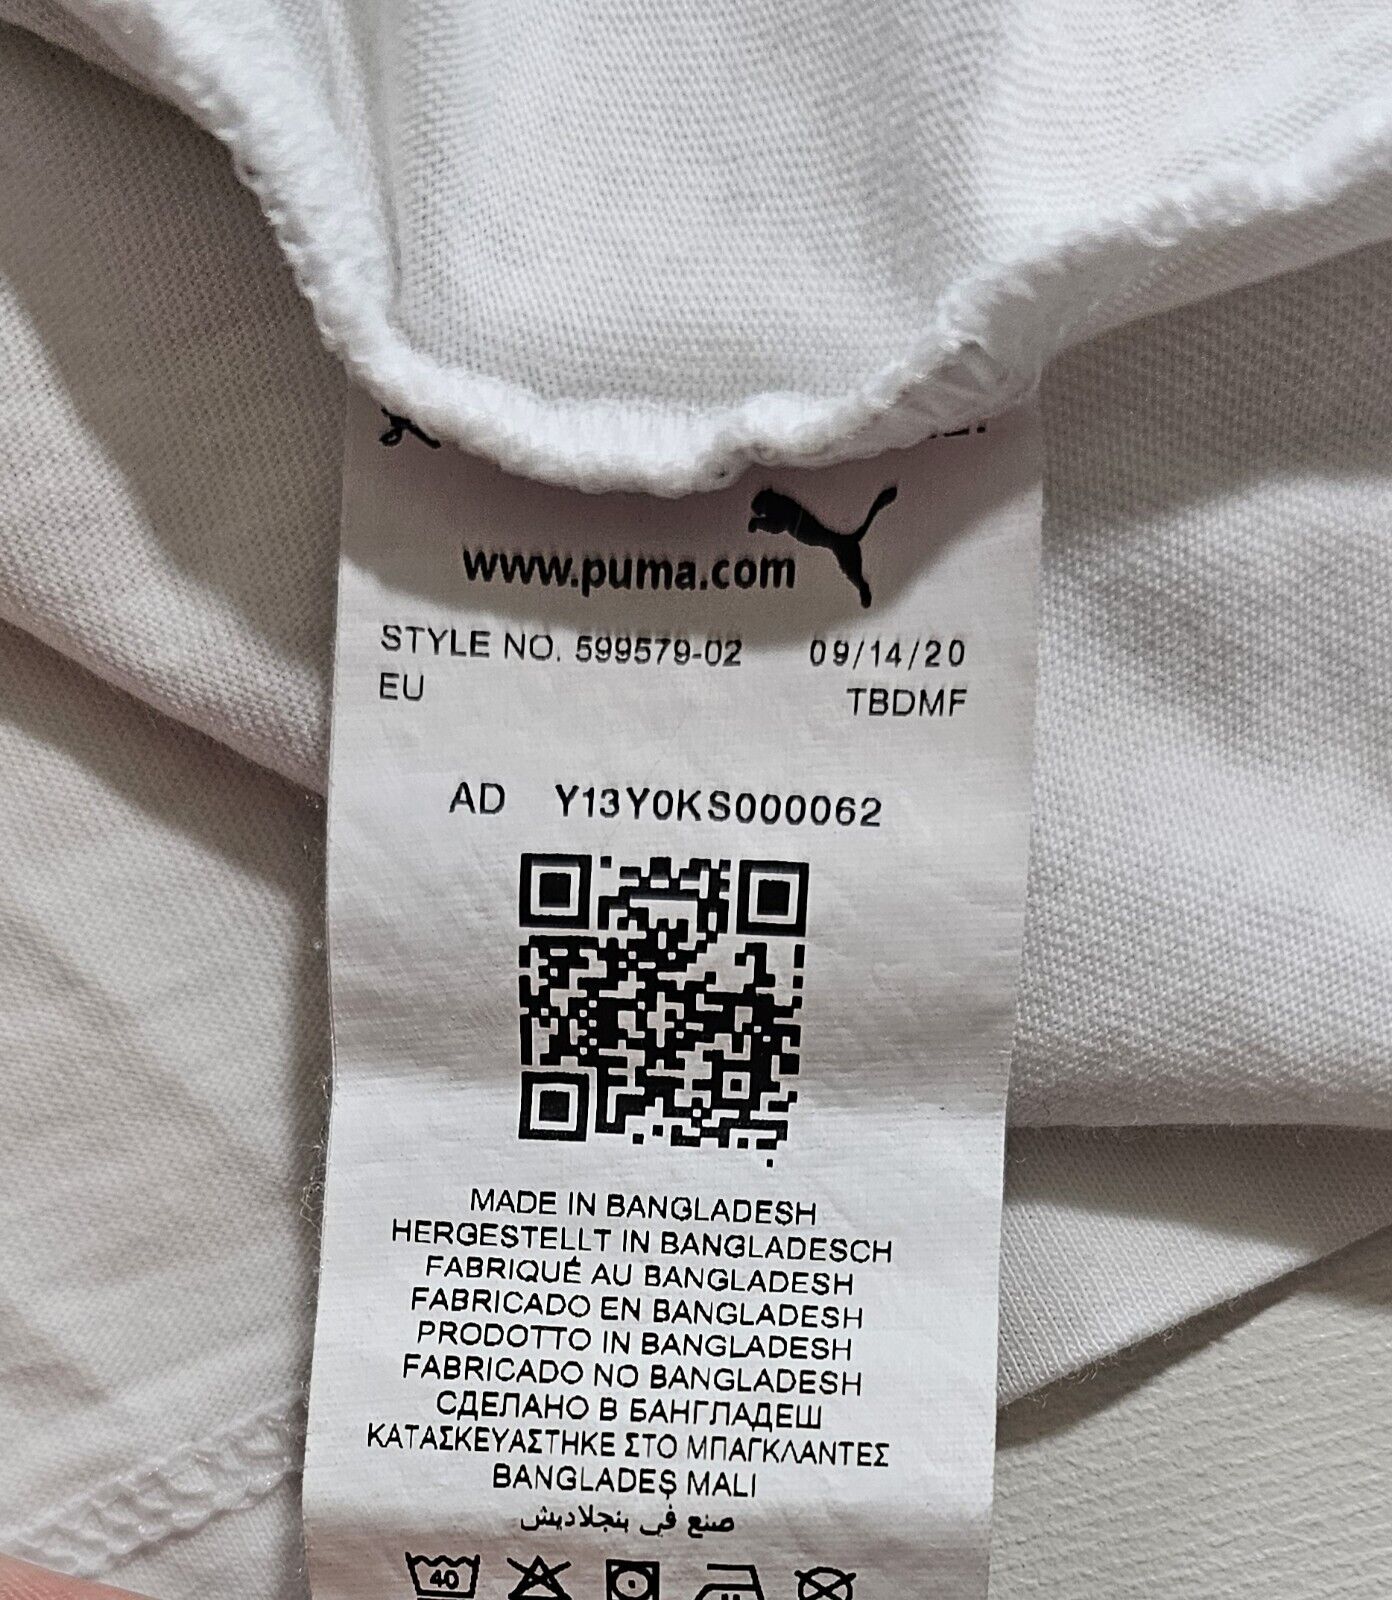 www.puma.com
STYLE NO. 599579-02 09/14/20
EU TBDMF
AD Y13Y0KS000062
MADE IN BANGLADESH
HERGESTELLT IN BANGLADESCH
FABRIQUÉ AU BANGLADESH
FABRICADO EN BANGLADESH
PRODOTTO IN BANGLADESH
FABRICADO NO BANGLADESH
СДЕЛАНО В БАНГЛАДЕШ
ΚΑΤΑΣΚΕΥΑΣΤΗΚΕ ΣΤΟ ΜΠΑΓΚΛΑΝΤΕΣ
BANGLADEŞ MALI
صنع في بنجلاديش
40